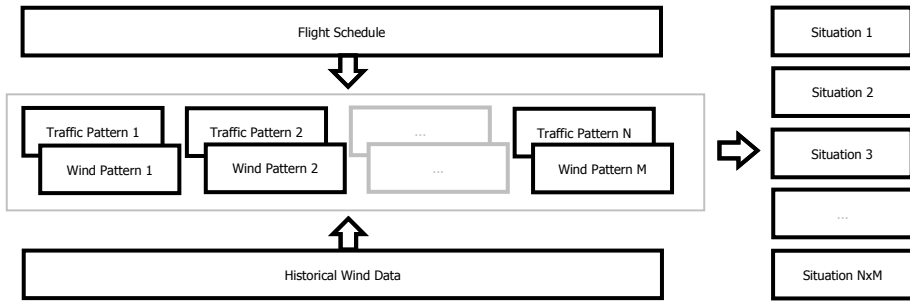 Flight Schedule
Traffic Pattern 1
Wind Pattern 1
Traffic Pattern 2
Wind Pattern 2
...
...
Traffic Pattern N
Wind Pattern M
Historical Wind Data
Situation 1
Situation 2
Situation 3
...
Situation NxM